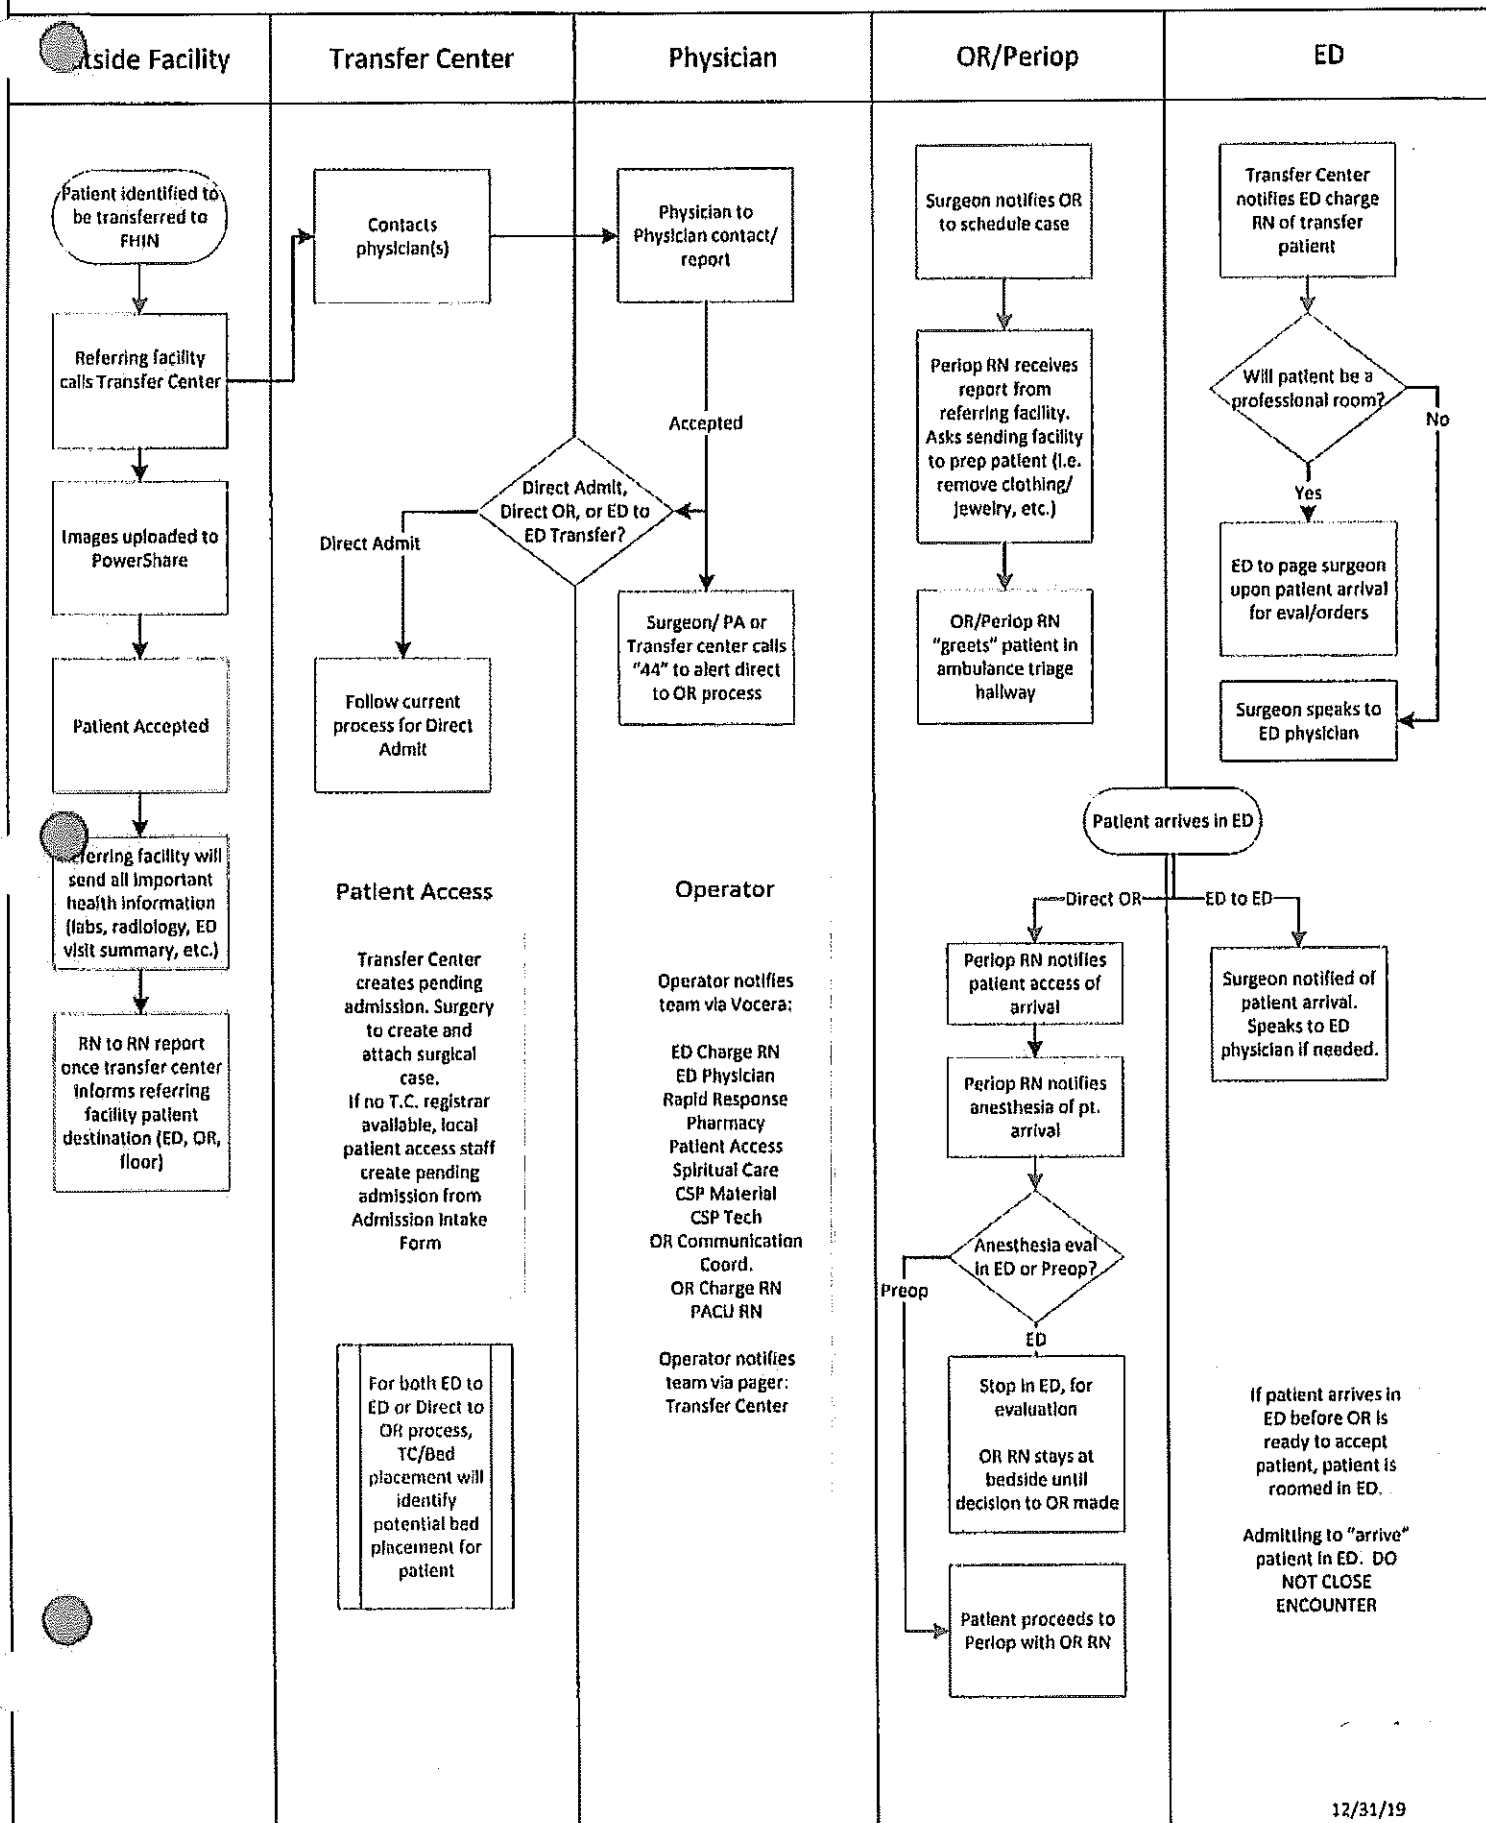 tside Facility
Transfer Center
Physician
OR/Periop
ED
Patient identified to
be transferred to
FHIN
Referring facility
calls Transfer Center
Images uploaded to
PowerShare
Patient Accepted
eferring facility will
send all important
health information
(labs, radiology, ED
visit summary, etc.)
RN to RN report
once transfer center
informs referring
facility patient
destination (ED, OR,
floor)
Contacts
physician(s)
Direct Admit,
Direct OR, or ED to
ED Transfer?
Direct Admit
Follow current
process for Direct
Admit
Patient Access
Transfer Center
creates pending
admission. Surgery
to create and
attach surgical
case.
If no T.C. registrar
available, local
patient access staff
create pending
admission from
Admission Intake
Form
For both ED to
ED or Direct to
OR process,
TC/Bed
placement will
identify
potential bed
placement for
patient
Physician to
Physician contact/
report
Accepted
Surgeon/ PA or
Transfer center calls
"44" to alert direct
to OR process
Operator
Operator notifies
team via Vocera:
ED Charge RN
ED Physician
Rapid Response
Pharmacy
Patient Access
Spiritual Care
CSP Material
CSP Tech
OR Communication
Coord.
OR Charge RN
PACU RN
Operator notifies
team via pager:
Transfer Center
Surgeon notifies OR
to schedule case
Periop RN receives
report from
referring facility.
Asks sending facility
to prep patient (i.e.
remove clothing/
jewelry, etc.)
OR/Periop RN
"greets" patient in
ambulance triage
hallway
Transfer Center
notifies ED charge
RN of transfer
patient
Will patient be a
professional room?
No
Yes
ED to page surgeon
upon patient arrival
for eval/orders
Surgeon speaks to
ED physician
Patient arrives in ED
Direct OR
ED to ED
Periop RN notifies
patient access of
arrival
Periop RN notifies
anesthesia of pt.
arrival
Anesthesia eval
in ED or Preop?
Preop
ED
Stop in ED, for
evaluation
OR RN stays at
bedside until
decision to OR made
Patient proceeds to
Periop with OR RN
Surgeon notified of
patient arrival.
Speaks to ED
physician if needed.
If patient arrives in
ED before OR is
ready to accept
patient, patient is
roomed in ED.
Admitting to "arrive"
patient in ED. DO
NOT CLOSE
ENCOUNTER
12/31/19